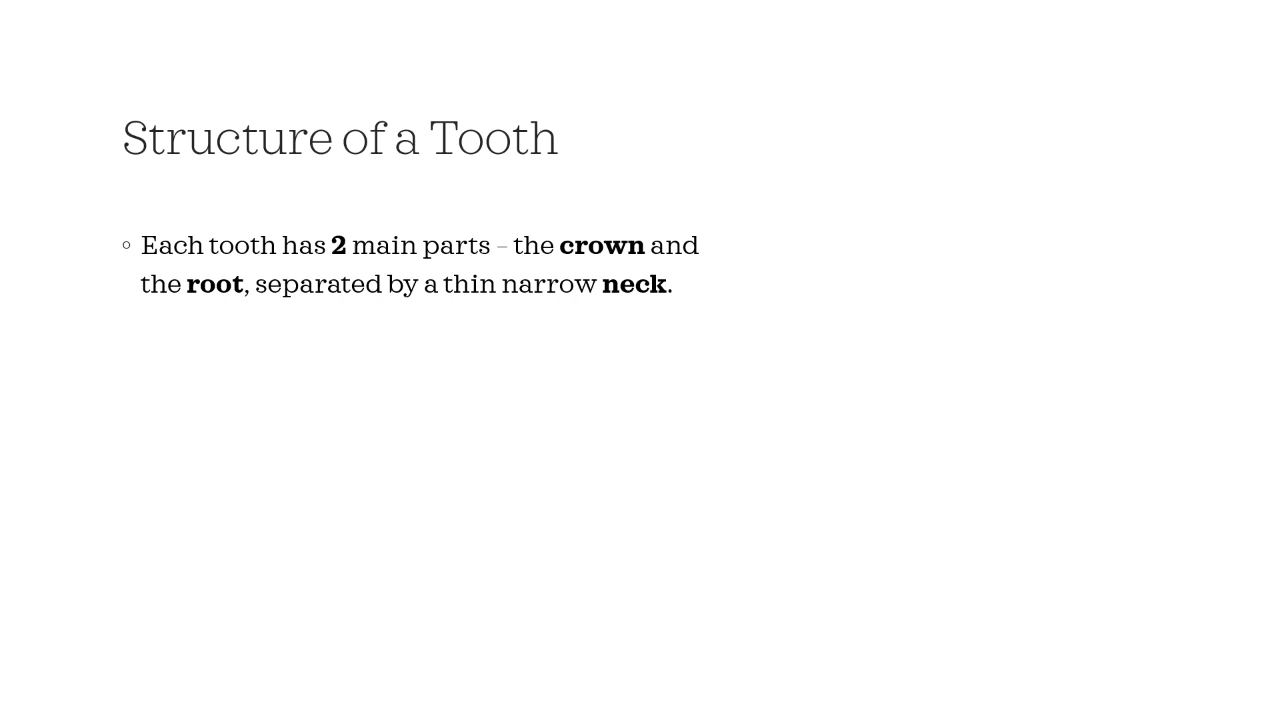 Structure of a Tooth
◦ Each tooth has 2 main parts – the crown and
the root, separated by a thin narrow neck.